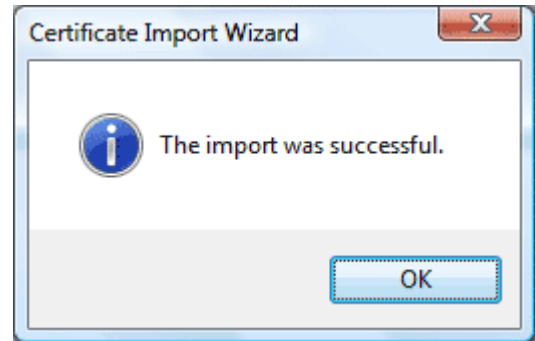 Certificate Import Wizard
The import was successful.
OK